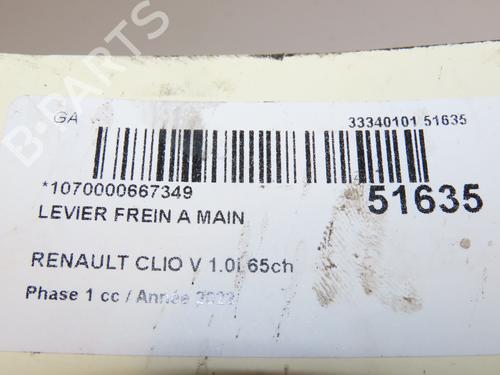 GA
33340101 51635
*1070000667349
51635
LEVIER FREIN A MAIN
RENAULT CLIO V 1.0i 65ch
Phase 1 cc / Année
B-PARTS